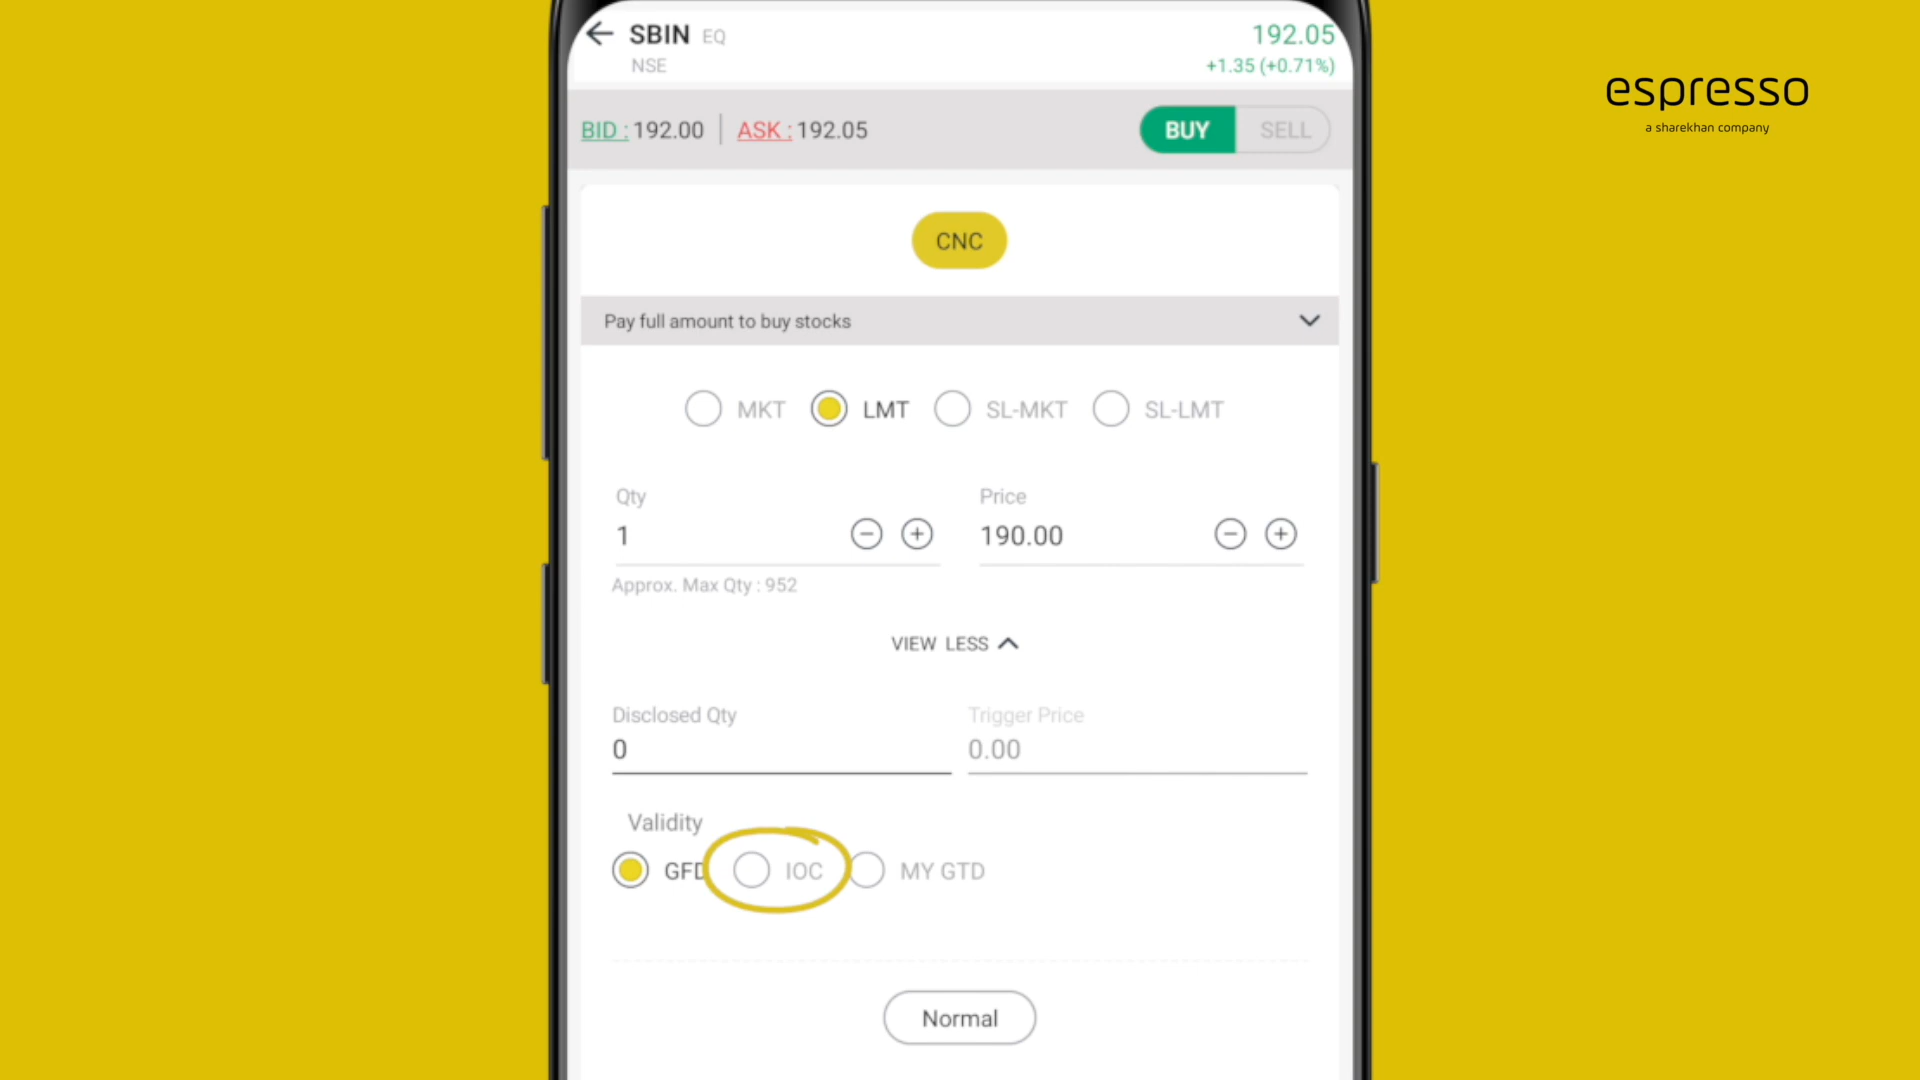 SBIN EQ 192.05
NSE +1.35 (+0.71%)
espresso
a sharekhan company
BID : 192.00 | ASK : 192.05 BUY SELL
CNC
Pay full amount to buy stocks
MKT LMT SL-MKT SL-LMT
Qty Price
1 190.00
Approx. Max Qty : 952
VIEW LESS
Disclosed Qty Trigger Price
0 0.00
Validity
GFD IOC MY GTD
Normal